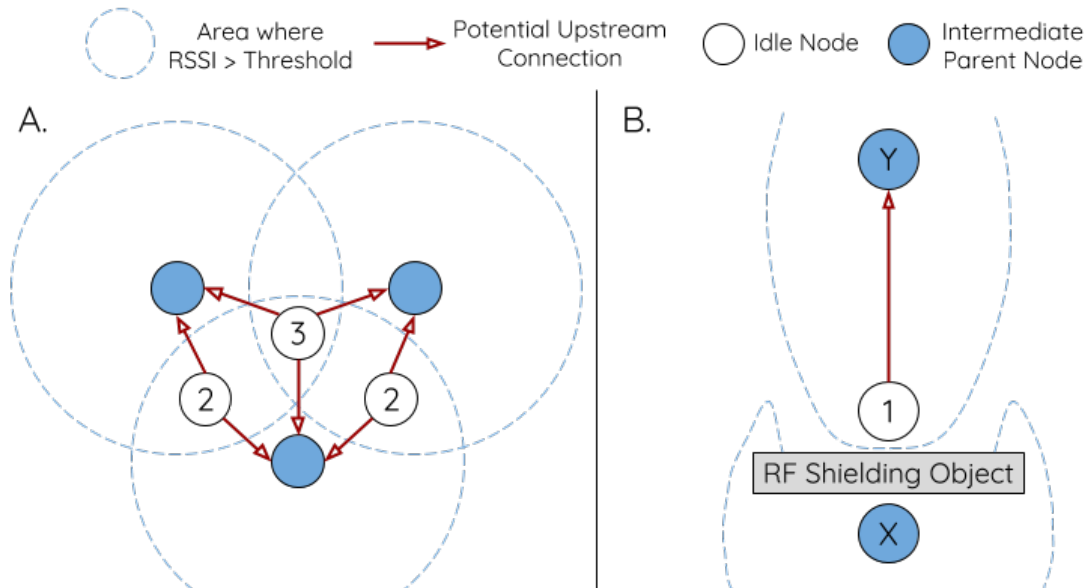 Area where
RSSI > Threshold
Potential Upstream
Connection
Idle Node
Intermediate
Parent Node
A.
3
2
2
B.
Y
1
RF Shielding Object
X